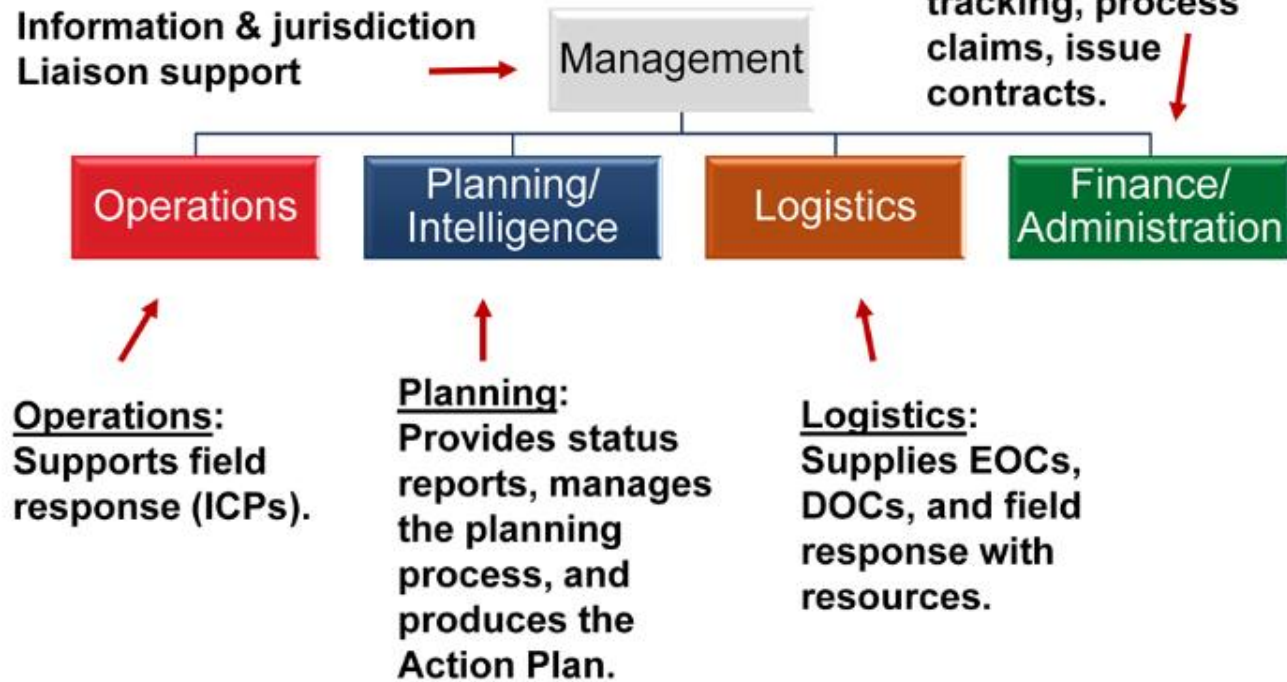 Information & jurisdiction
Liaison support
Management
tracking, process
claims, issue
contracts.
Operations
Planning/
Intelligence
Logistics
Finance/
Administration
Operations:
Supports field
response (ICPs).
Planning:
Provides status
reports, manages
the planning
process, and
produces the
Action Plan.
Logistics:
Supplies EOCs,
DOCs, and field
response with
resources.